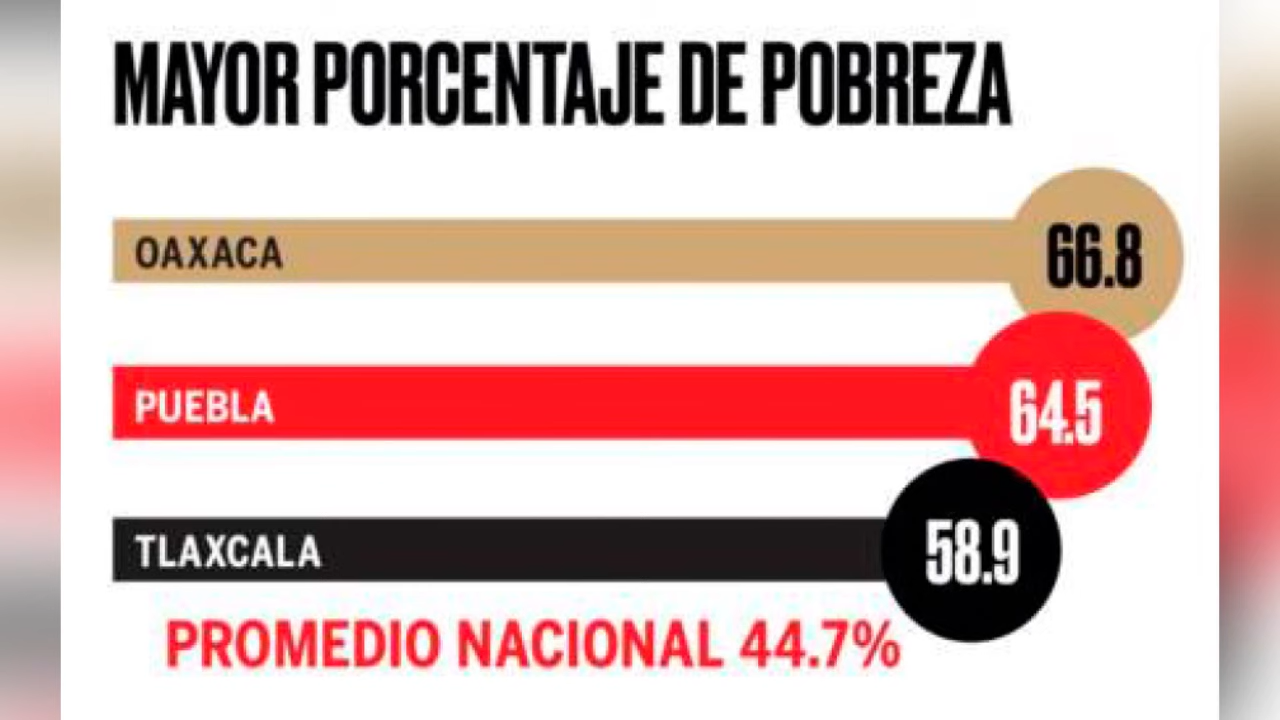 MAYOR PORCENTAJE DE POBREZA
OAXACA 66.8
PUEBLA 64.5
TLAXCALA 58.9
PROMEDIO NACIONAL 44.7%